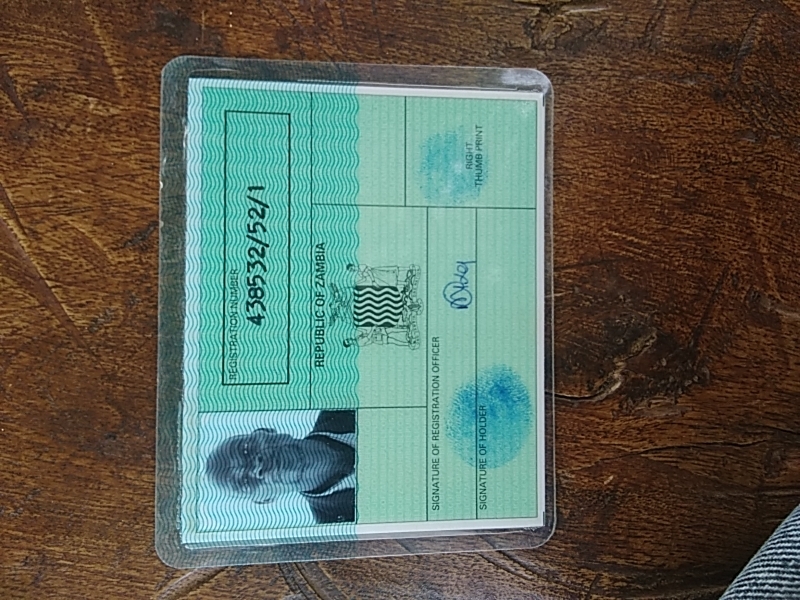 REGISTRATION NUMBER
438532/52/1
REPUBLIC OF ZAMBIA
SIGNATURE OF REGISTRATION OFFICER
SIGNATURE OF HOLDER
RIGHT
THUMB PRINT